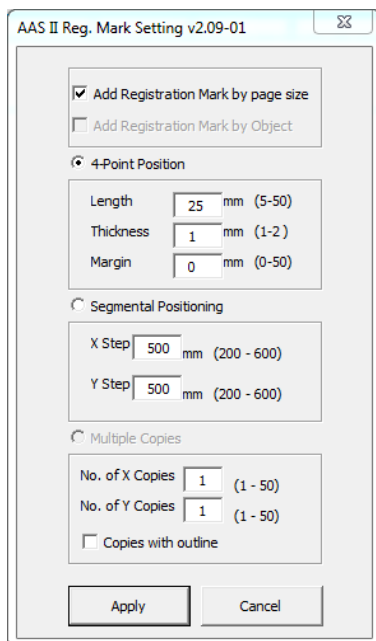 AAS II Reg. Mark Setting v2.09-01
Add Registration Mark by page size
Add Registration Mark by Object
4-Point Position
Length 25 mm (5-50)
Thickness 1 mm (1-2 )
Margin 0 mm (0-50)
Segmental Positioning
X Step 500 mm (200 - 600)
Y Step 500 mm (200 - 600)
Multiple Copies
No. of X Copies 1 (1 - 50)
No. of Y Copies 1 (1 - 50)
Copies with outline
Apply Cancel